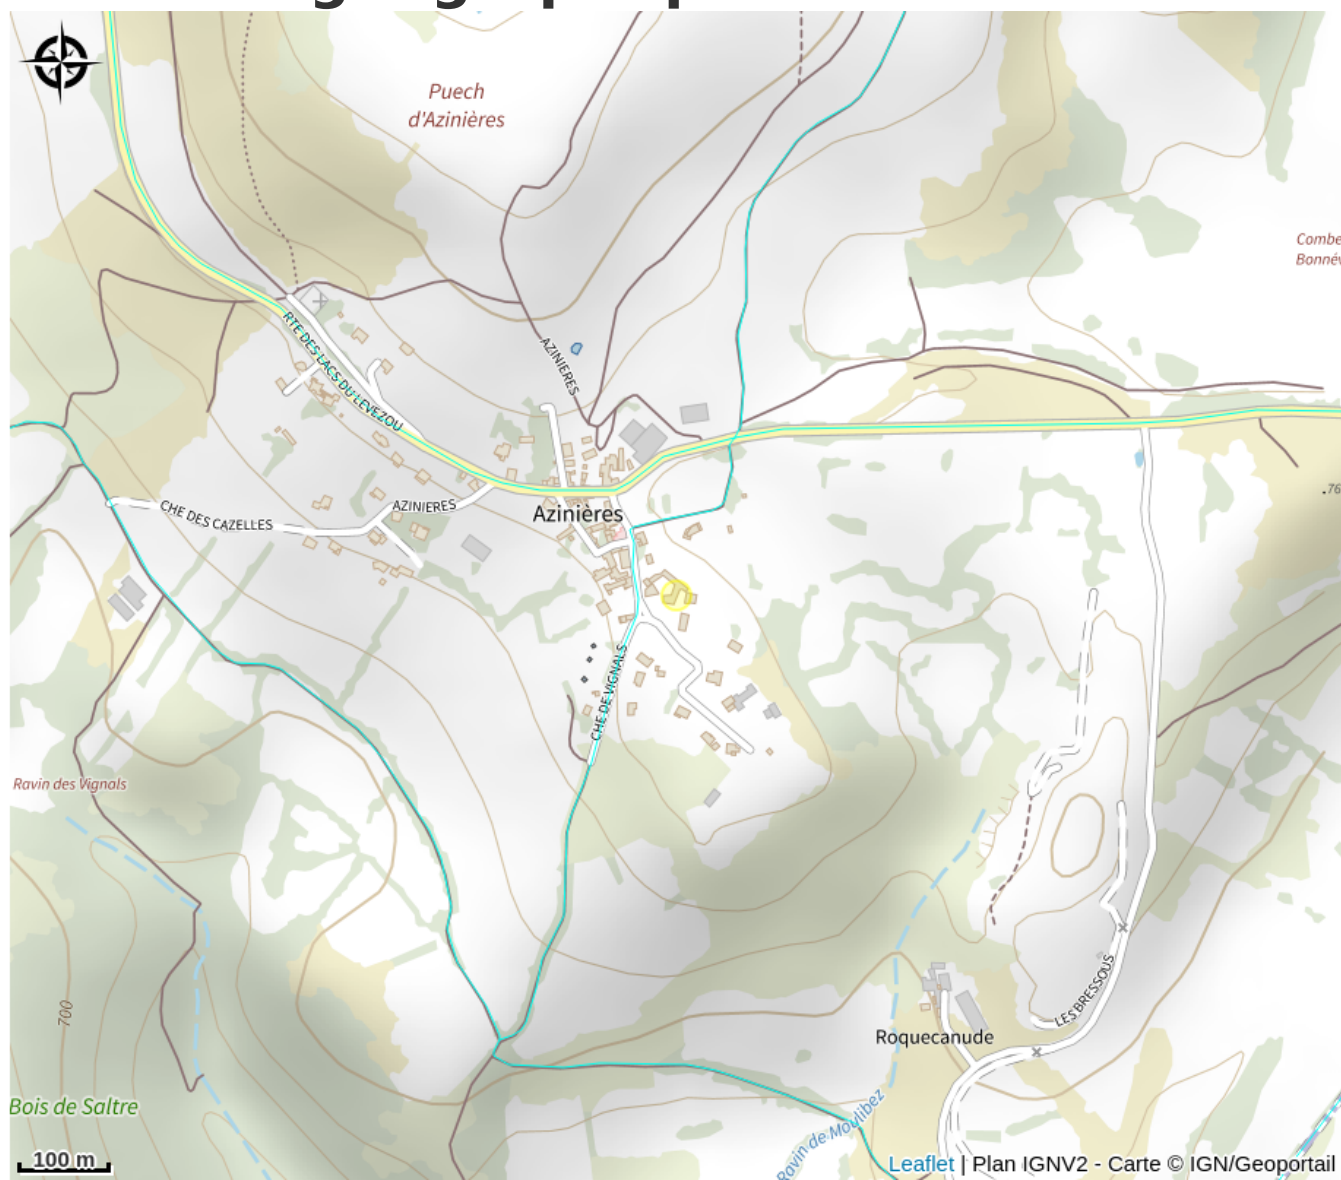 Puech
d'Azinières
Combe
RTE DES LACS DU LEVEZOU
AZINIERES
AZINIERES
CHE DES CAZELLES
Azinières
CHE DE VIGNALS
Ravin des Vignals
700
LES BRESSOUS
Roquecanude
Bois de Saltre
Ravin de Moulibez
100 m
Leaflet | Plan IGNV2 - Carte © IGN/Geoportail